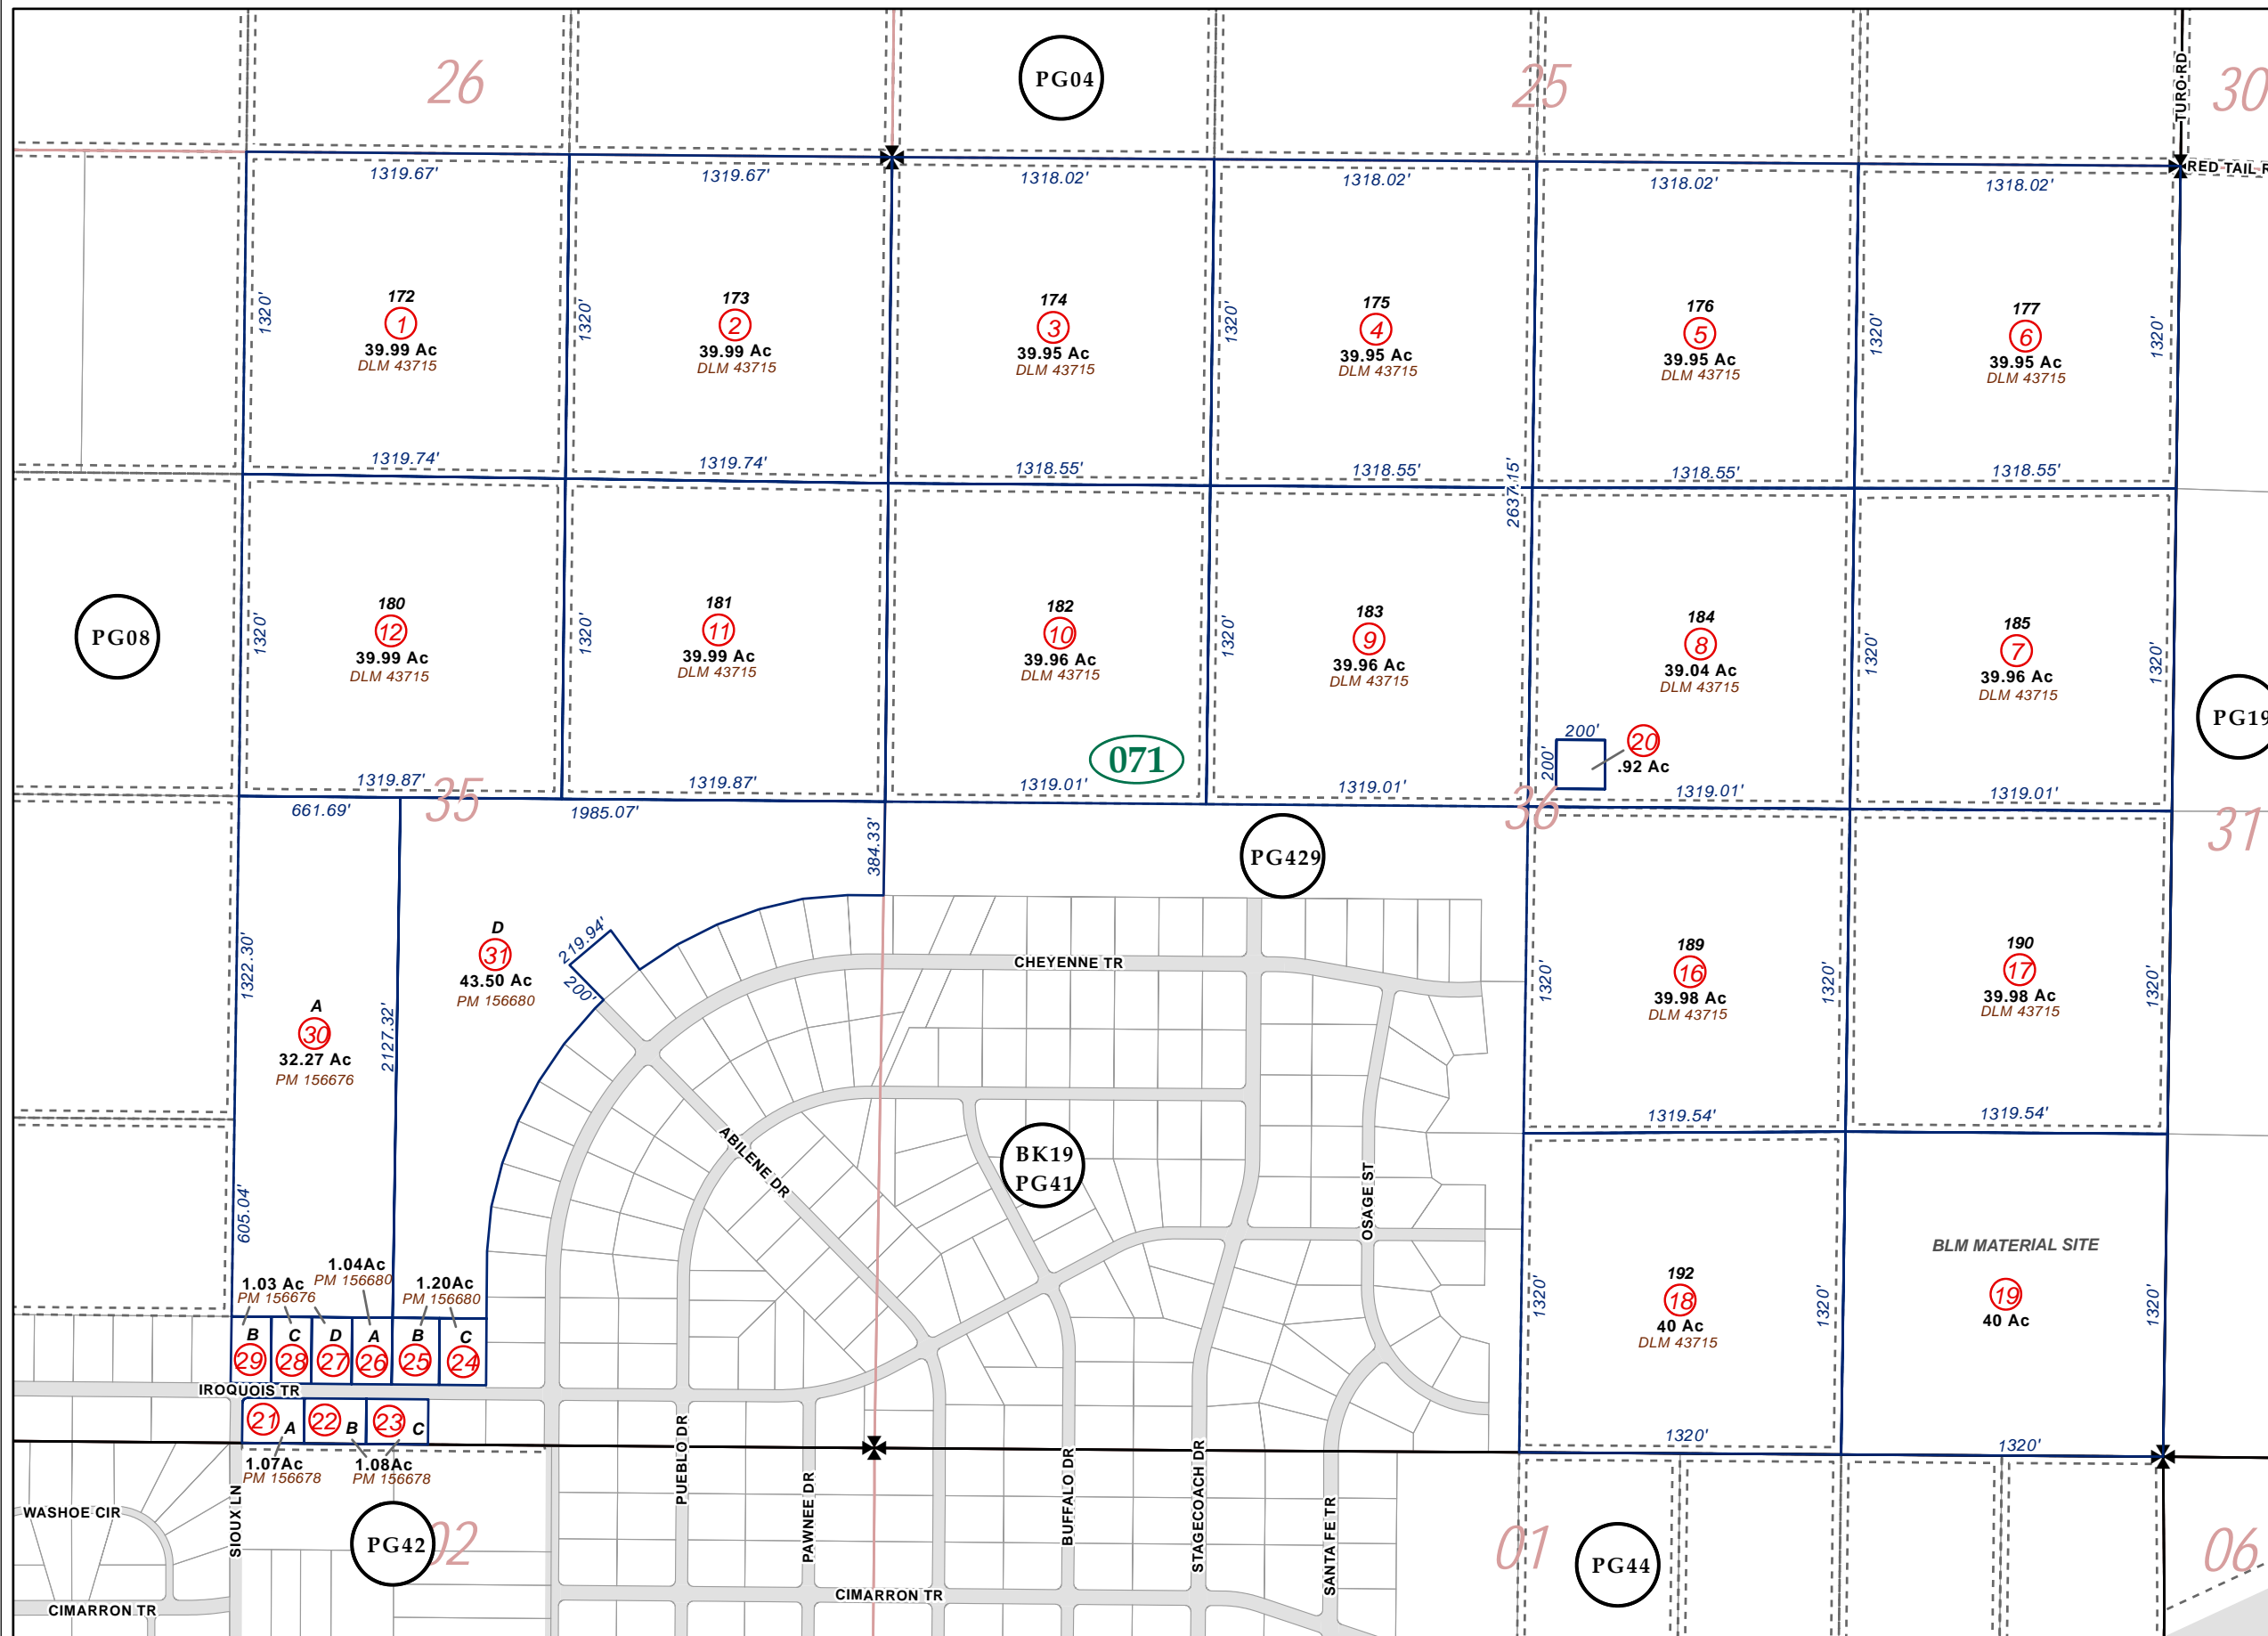 26
PG04
25
TURO RD
30
RED TAIL R
1319.67'
1319.67'
1318.02'
1318.02'
1318.02'
1318.02'
1320'
172
1
39.99 Ac
DLM 43715
1320'
173
2
39.99 Ac
DLM 43715
174
3
39.95 Ac
DLM 43715
1320'
175
4
39.95 Ac
DLM 43715
176
5
39.95 Ac
DLM 43715
1320'
177
6
39.95 Ac
DLM 43715
1320'
1319.74'
1319.74'
1318.55'
1318.55'
2637.15'
1318.55'
1318.55'
PG08
1320'
180
12
39.99 Ac
DLM 43715
1320'
181
11
39.99 Ac
DLM 43715
182
10
39.96 Ac
DLM 43715
1320'
183
9
39.96 Ac
DLM 43715
184
8
39.04 Ac
DLM 43715
1320'
185
7
39.96 Ac
DLM 43715
1320'
PG19
071
200'
200'
20
.92 Ac
1319.87'
1319.87'
1319.01'
1319.01'
1319.01'
1319.01'
35
36
31
661.69'
1985.07'
384.33'
PG429
1322.30'
A
30
32.27 Ac
PM 156676
2127.32'
D
31
43.50 Ac
PM 156680
219.94'
200'
CHEYENNE TR
1320'
189
16
39.98 Ac
DLM 43715
1320'
190
17
39.98 Ac
DLM 43715
1320'
1319.54'
1319.54'
ABILENE DR
BK19
PG41
OSAGE ST
605.04'
1.03 Ac
PM 156676
1.04Ac
PM 156680
1.20Ac
PM 156680
B
29
C
28
D
27
A
26
B
25
C
24
1320'
192
18
40 Ac
DLM 43715
1320'
BLM MATERIAL SITE
19
40 Ac
1320'
1320'
1320'
IROQUOIS TR
21
A
22
B
23
C
1.07Ac
PM 156678
1.08Ac
PM 156678
WASHOE CIR
SIOUX LN
PG42
02
PUEBLO DR
PAWNEE DR
BUFFALO DR
STAGECOACH DR
SANTA FE TR
01
PG44
06
CIMARRON TR
CIMARRON TR